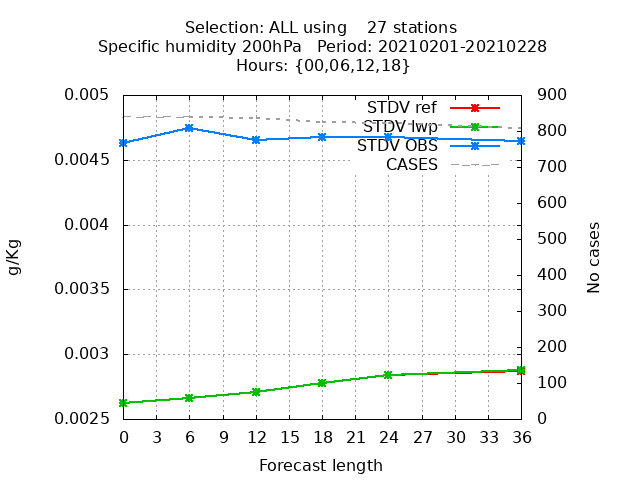 Selection: ALL using    27 stations
Specific humidity 200hPa   Period: 20210201-20210228
Hours: {00,06,12,18}
STDV ref
STDV lwp
STDV OBS
CASES
0.005
0.0045
0.004
0.0035
0.003
0.0025
g/Kg
900
800
700
600
500
400
300
200
100
0
No cases
0 3 6 9 12 15 18 21 24 27 30 33 36
Forecast length